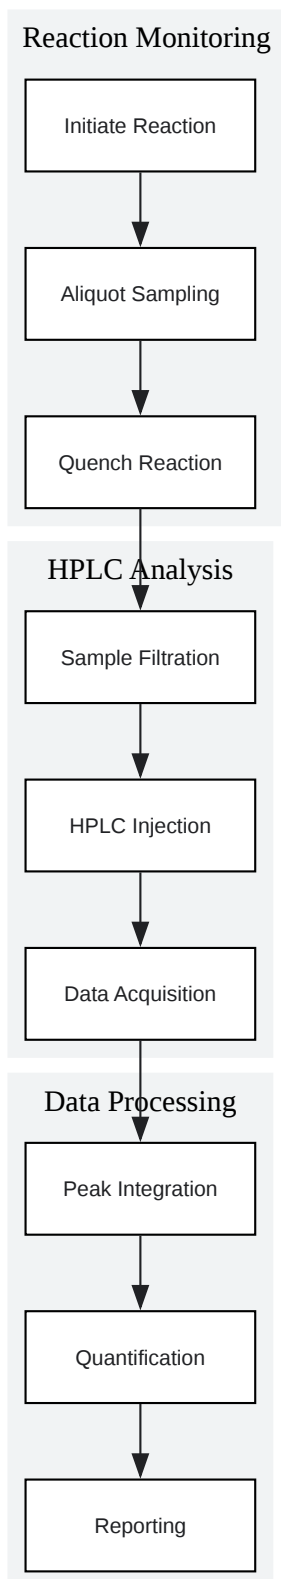 Reaction Monitoring
Initiate Reaction
Aliquot Sampling
Quench Reaction
HPLC Analysis
Sample Filtration
HPLC Injection
Data Acquisition
Data Processing
Peak Integration
Quantification
Reporting